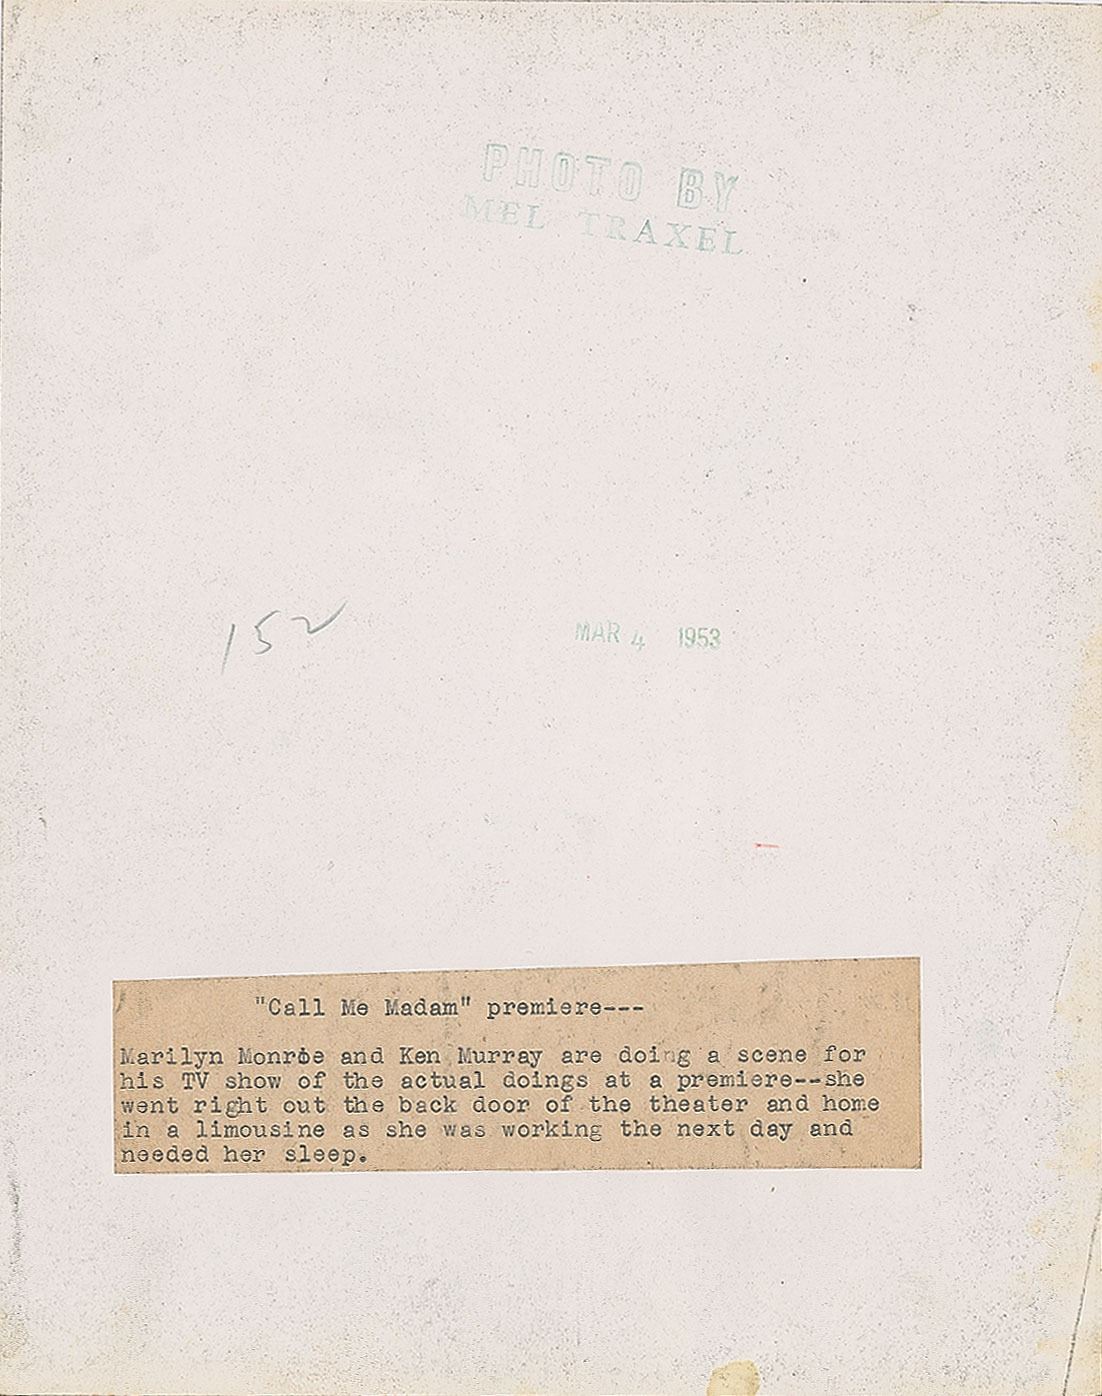 PHOTO BY
MEL TRAXEL
152
MAR 4 1953
"Call Me Madam" premiere---
Marilyn Monroe and Ken Murray are doing a scene for
his TV show of the actual doings at a premiere--she
went right out the back door of the theater and home
in a limousine as she was working the next day and
needed her sleep.